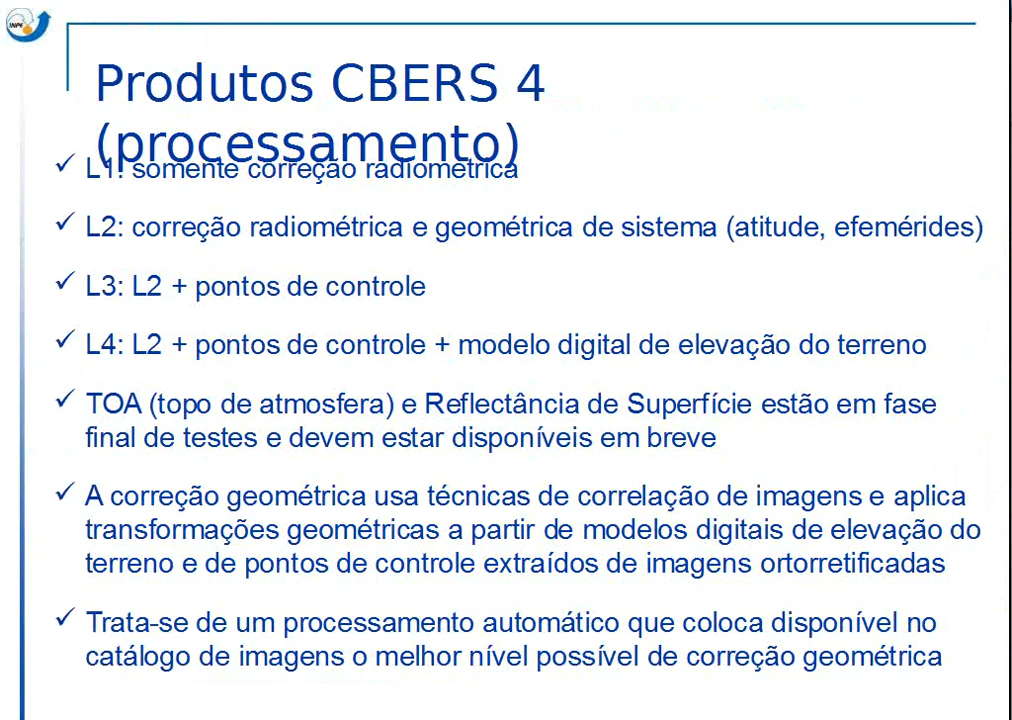 INPE
Produtos CBERS 4
(processamento)
✓ L1: somente correção radiométrica
✓ L2: correção radiométrica e geométrica de sistema (atitude, efemérides)
✓ L3: L2 + pontos de controle
✓ L4: L2 + pontos de controle + modelo digital de elevação do terreno
✓ TOA (topo de atmosfera) e Reflectância de Superfície estão em fase
final de testes e devem estar disponíveis em breve
✓ A correção geométrica usa técnicas de correlação de imagens e aplica
transformações geométricas a partir de modelos digitais de elevação do
terreno e de pontos de controle extraídos de imagens ortorretificadas
✓ Trata-se de um processamento automático que coloca disponível no
catálogo de imagens o melhor nível possível de correção geométrica